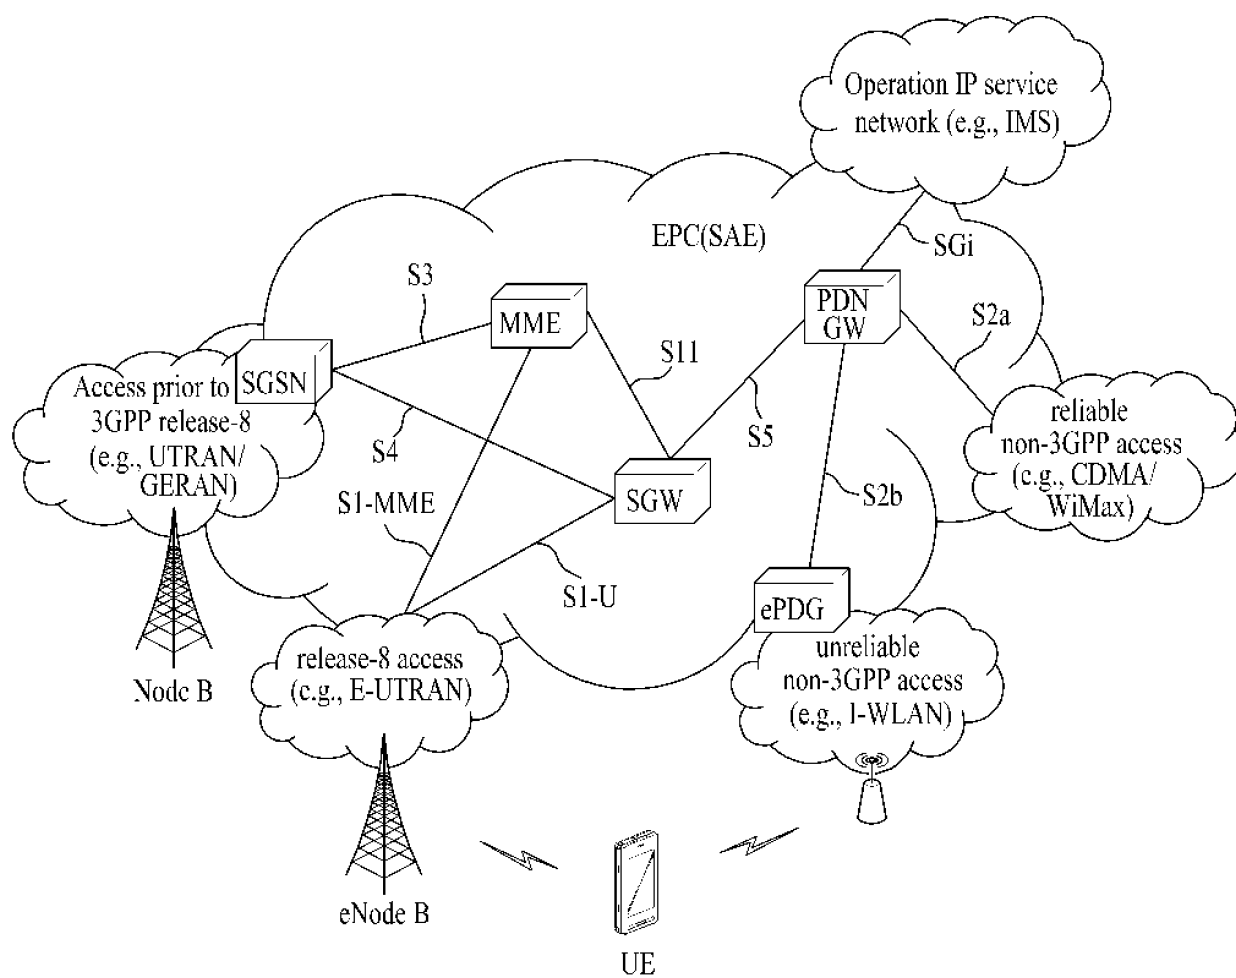 Operation IP service
network (e.g., IMS)
EPC(SAE)
SGi
S3
MME
PDN
GW
S2a
S11
SGSN
Access prior to
3GPP release-8
(e.g., UTRAN/
GERAN)
S4
S5
reliable
non-3GPP access
(e.g., CDMA/
WiMax)
S1-MME
SGW
S2b
S1-U
ePDG
Node B
release-8 access
(e.g., E-UTRAN)
unreliable
non-3GPP access
(e.g., I-WLAN)
eNode B
UE